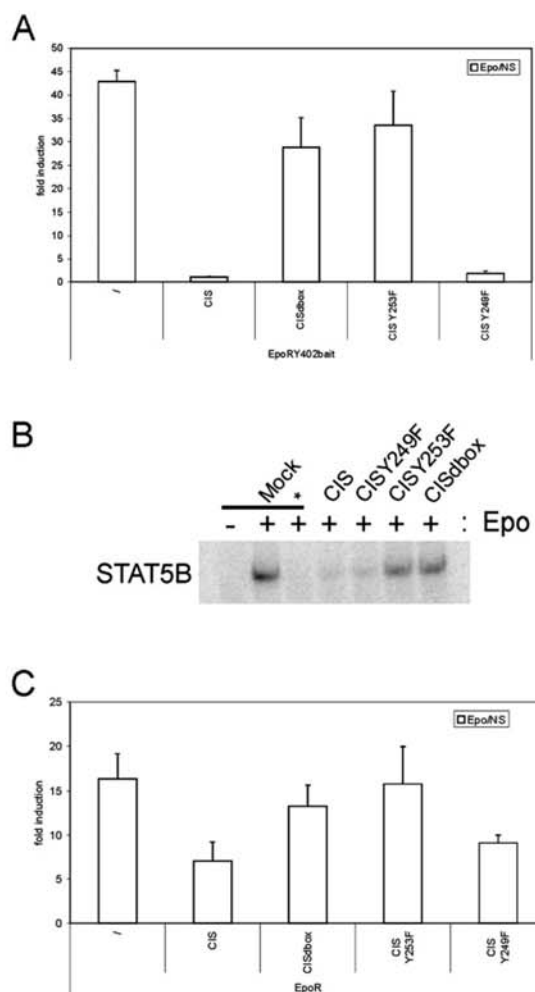 A
50
45
40
35
30
25
20
15
10
5
0
fold induction
Epo/NS
/
CIS
CISdbox
CIS Y253F
CIS Y249F
EpoRY402bait
B
Mock
*
CIS
CISY249F
CISY253F
CISdbox
- + + + + + + : Epo
STAT5B
C
25
20
15
10
5
0
fold induction
Epo/NS
/
CIS
CISdbox
CIS
Y253F
CIS
Y249F
EpoR